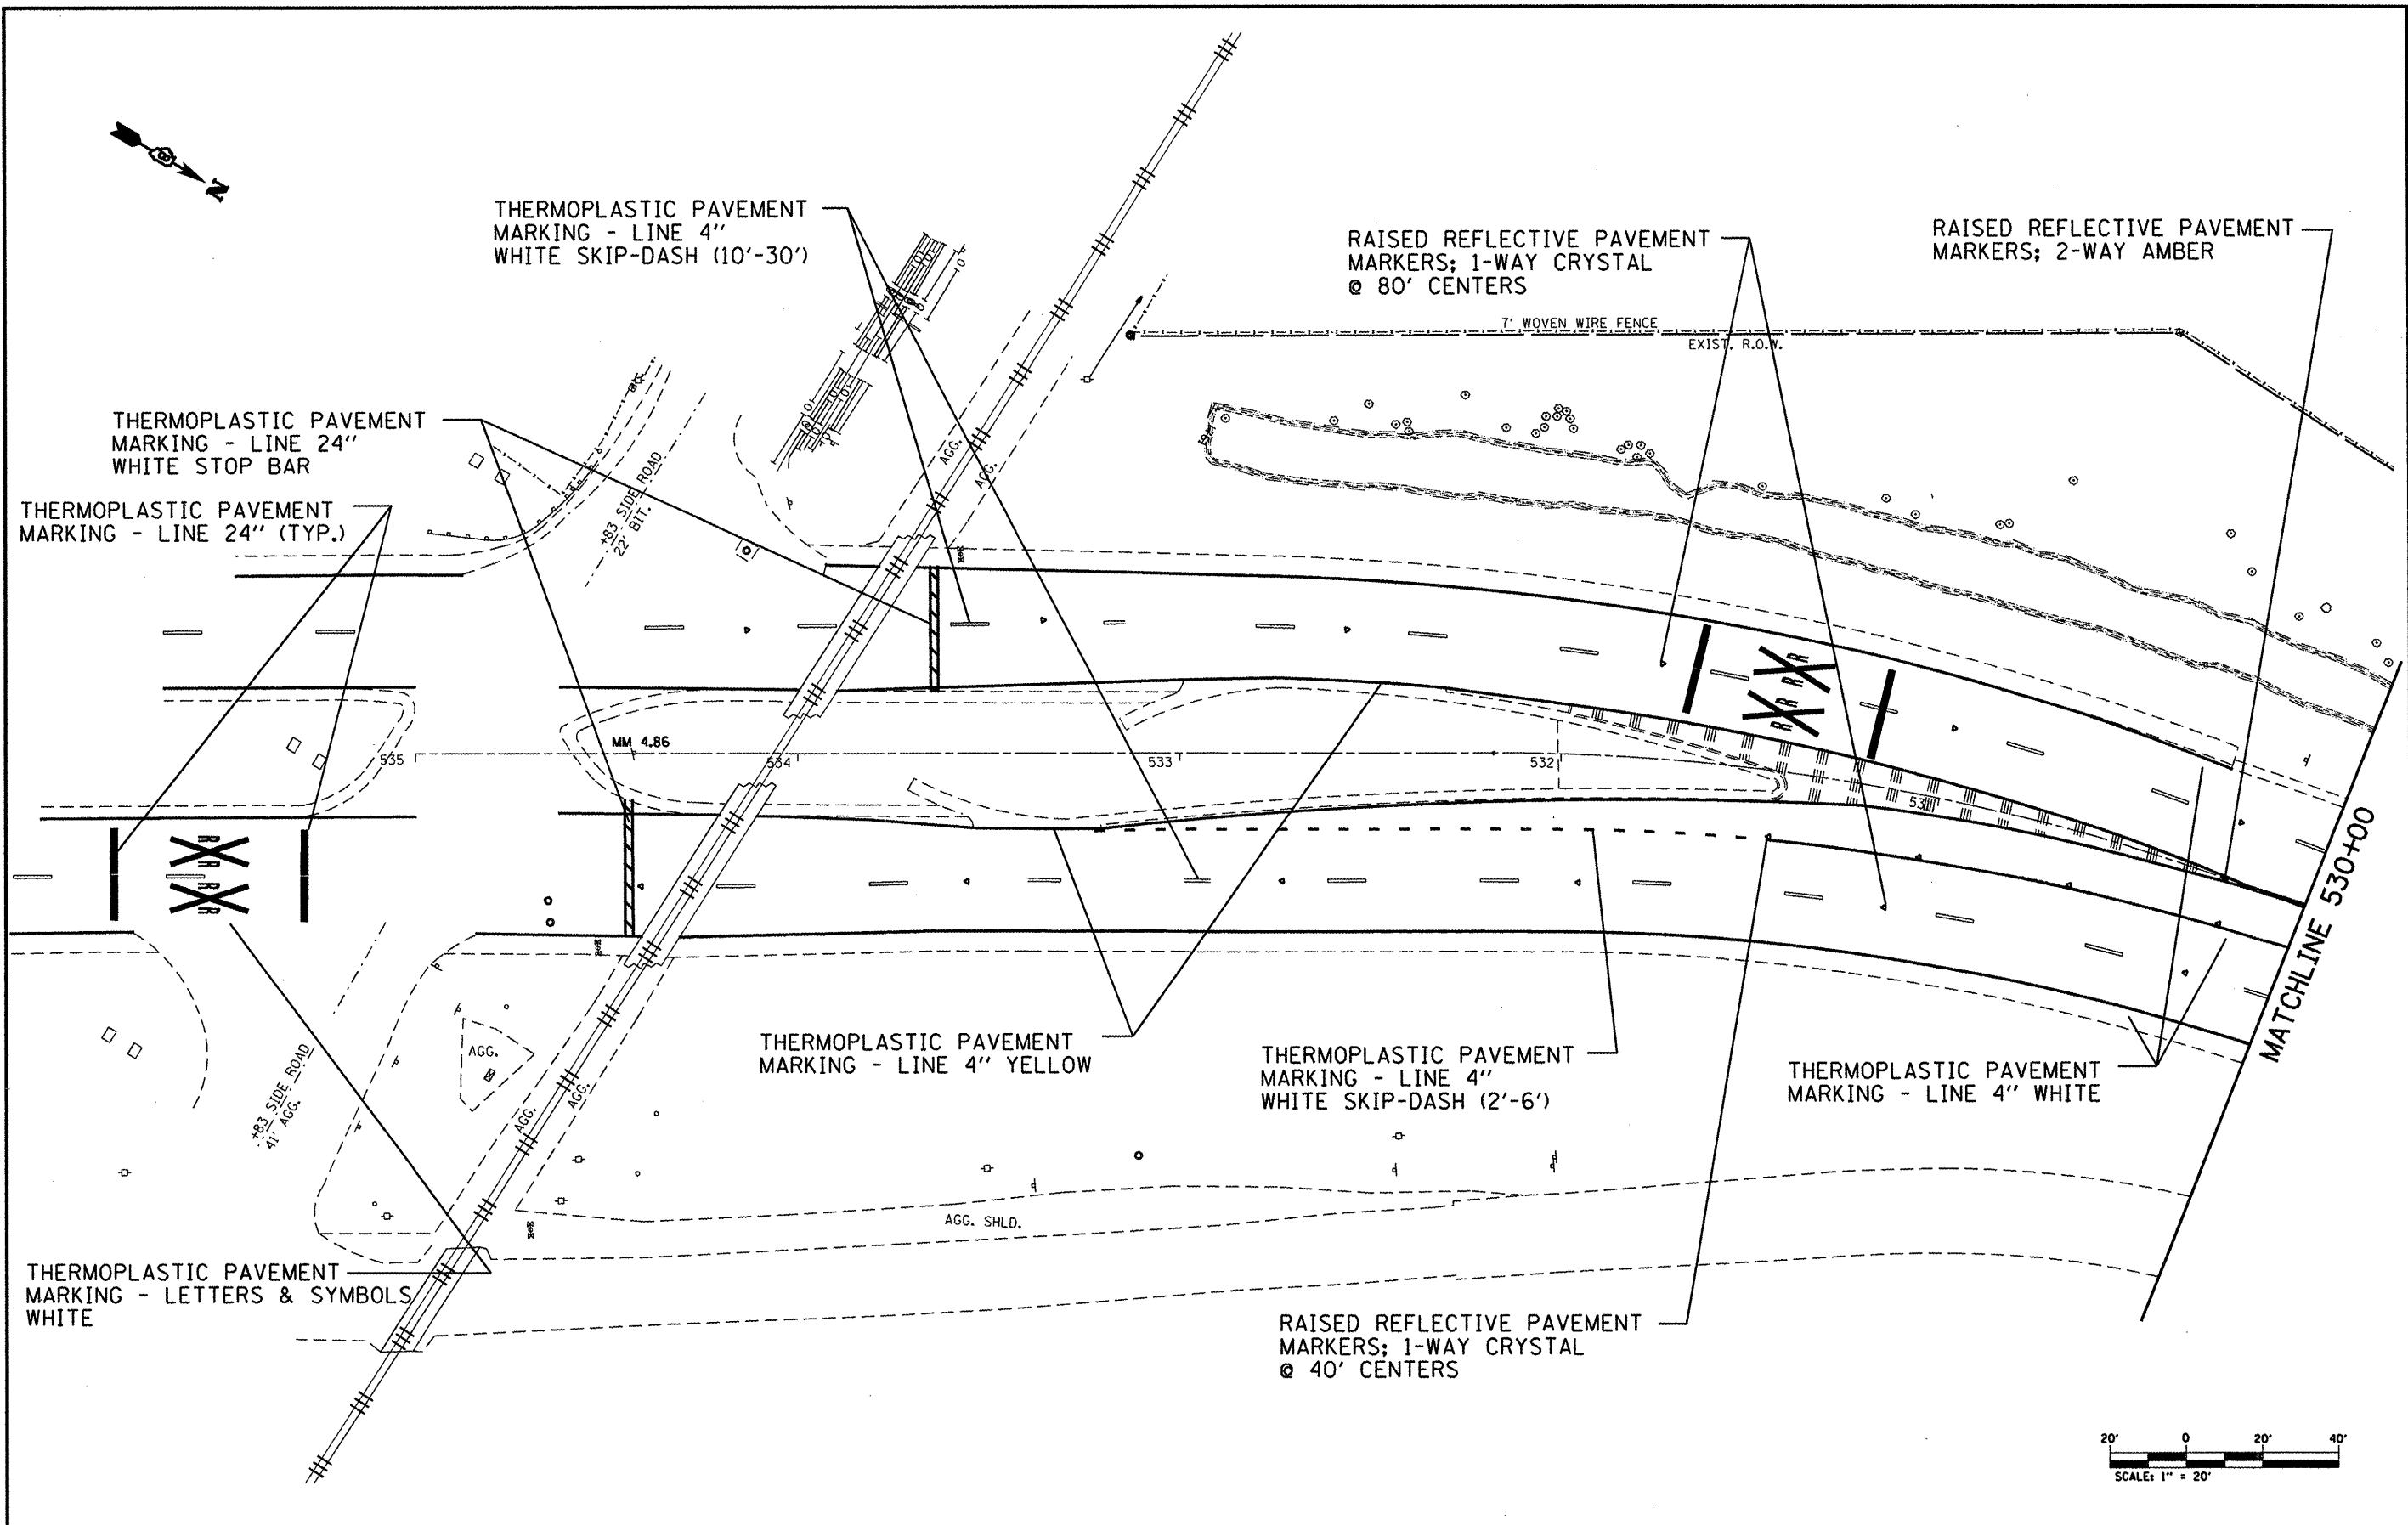 N
THERMOPLASTIC PAVEMENT
MARKING - LINE 4"
WHITE SKIP-DASH (10'-30')
RAISED REFLECTIVE PAVEMENT
MARKERS; 1-WAY CRYSTAL
@ 80' CENTERS
RAISED REFLECTIVE PAVEMENT
MARKERS; 2-WAY AMBER
7' WOVEN WIRE FENCE
EXIST. R.O.W.
THERMOPLASTIC PAVEMENT
MARKING - LINE 24"
WHITE STOP BAR
THERMOPLASTIC PAVEMENT
MARKING - LINE 24" (TYP.)
+83 SIDE ROAD
22' BIT.
AGG.
AGG.
R R
R R
MM 4.86
535
534
533
532
531
R R
R R
MATCHLINE 530+00
THERMOPLASTIC PAVEMENT
MARKING - LINE 4" YELLOW
THERMOPLASTIC PAVEMENT
MARKING - LINE 4"
WHITE SKIP-DASH (2'-6')
THERMOPLASTIC PAVEMENT
MARKING - LINE 4" WHITE
+83 SIDE ROAD
41' AGG.
AGG.
AGG.
AGG.
AGG. SHLD.
THERMOPLASTIC PAVEMENT
MARKING - LETTERS & SYMBOLS
WHITE
RAISED REFLECTIVE PAVEMENT
MARKERS; 1-WAY CRYSTAL
@ 40' CENTERS
20' 0 20' 40'
SCALE: 1" = 20'